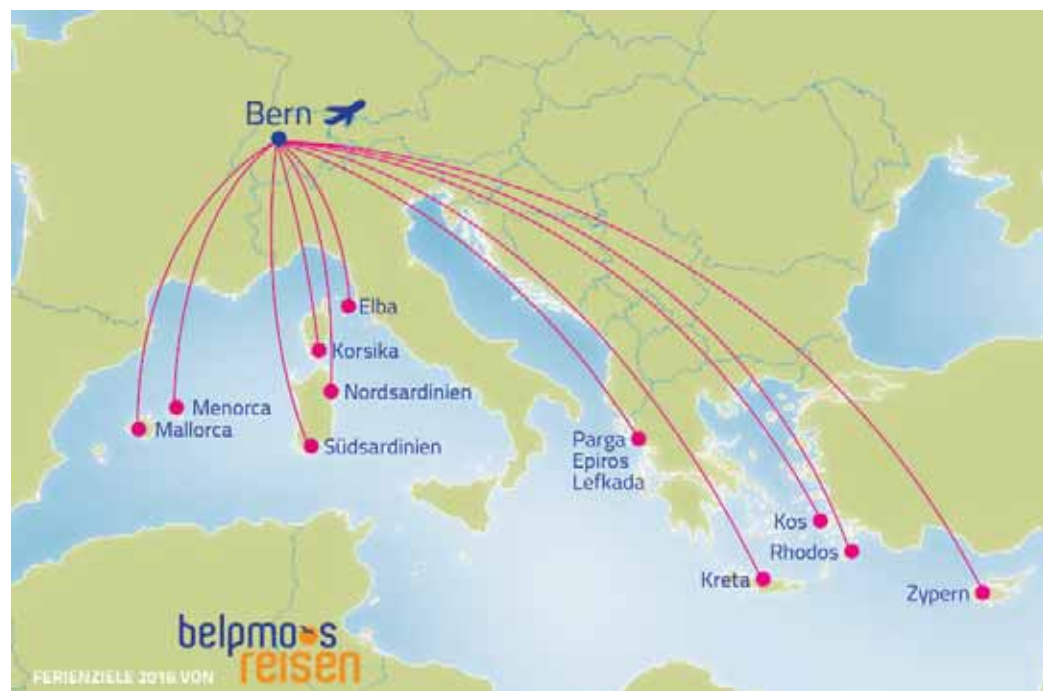 Bern
Elba
Korsika
Nordsardinien
Menorca
Mallorca
Südsardinien
Parga
Epiros
Lefkada
Kos
Rhodos
Kreta
Zypern
belpmoos
reisen
FERIENZIELE 2016 VON